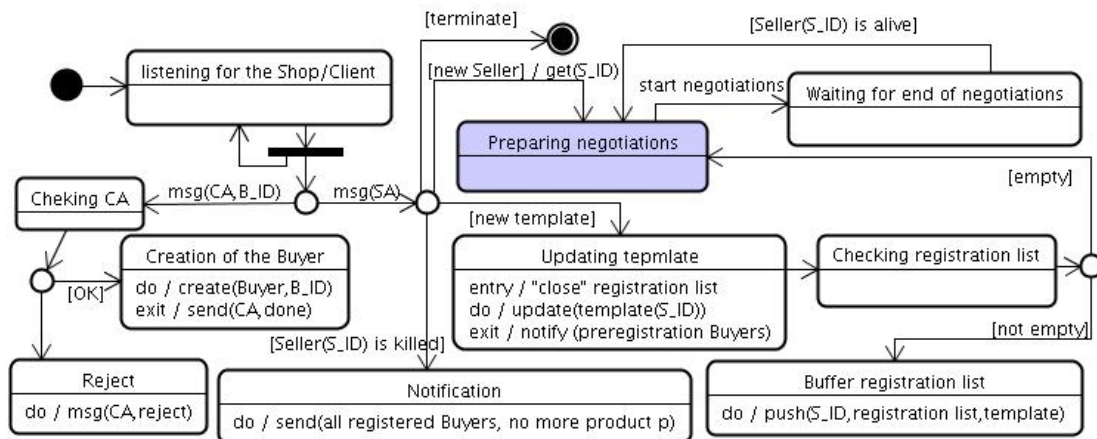 [terminate]
[Seller(S_ID) is alive]
listening for the Shop/Client
[new Seller] / get(S_ID)
start negotiations
Waiting for end of negotiations
Preparing negotiations
Cheking CA
msg(CA,B_ID)
msg(SA)
[empty]
[new template]
Creation of the Buyer
do / create(Buyer,B_ID)
exit / send(CA,done)
[OK]
Updating tepmlate
entry / "close" registration list
do / update(template(S_ID))
exit / notify (preregistration Buyers)
Checking registration list
[not empty]
[Seller(S_ID) is killed]
Reject
do / msg(CA,reject)
Notification
do / send(all registered Buyers, no more product p)
Buffer registration list
do / push(S_ID,registration list,template)